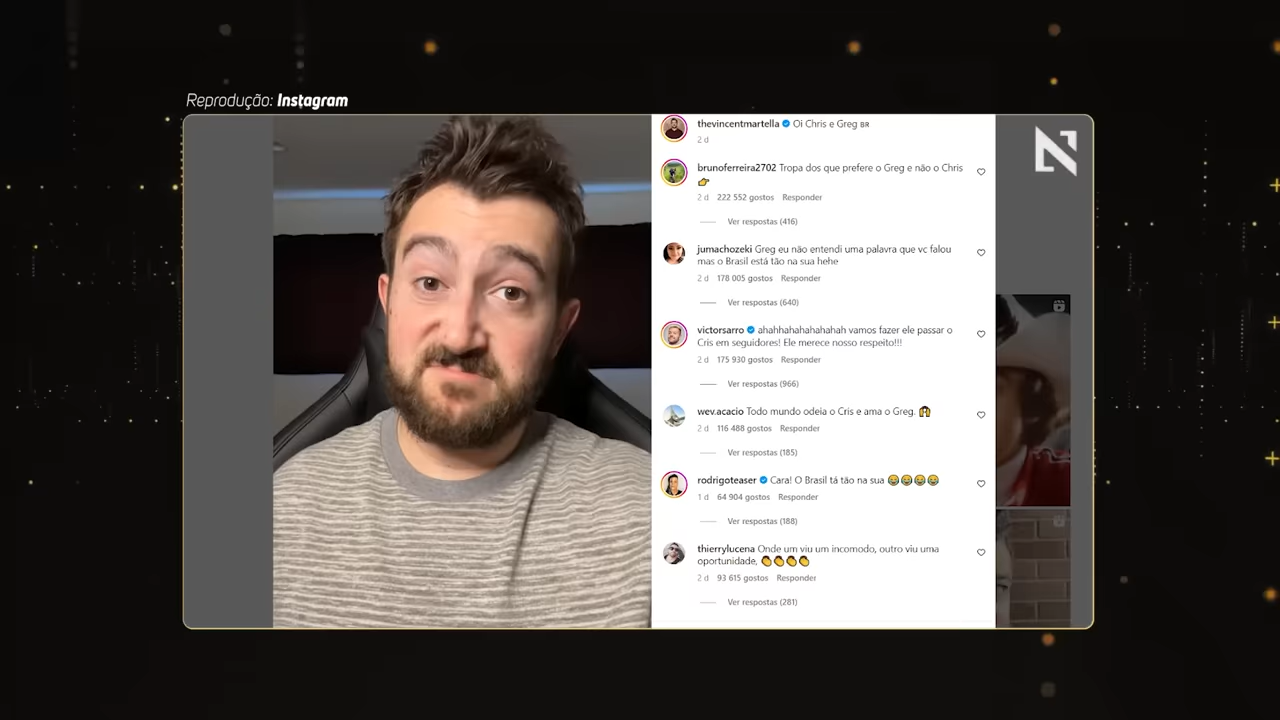 Reprodução: Instagram
thevincentmartella Oi Chris e Greg BR
2 d
brunoferreira2702 Tropa dos que prefere o Greg e não o Chris
👉
2 d 222 552 gostos Responder
Ver respostas (416)
jumachozeki Greg eu não entendi uma palavra que vc falou
mas o Brasil está tão na sua hehe
2 d 178 005 gostos Responder
Ver respostas (640)
victorsarro ahahhahahahahahah vamos fazer ele passar o
Cris em seguidores! Ele merece nosso respeito!!!
2 d 175 930 gostos Responder
Ver respostas (966)
wev.acacio Todo mundo odeia o Cris e ama o Greg.
2 d 116 488 gostos Responder
Ver respostas (185)
rodrigoteaser Cara! O Brasil tá tão na sua 😂😂😂😂
1 d 64 904 gostos Responder
Ver respostas (188)
thierrylucena Onde um viu um incomodo, outro viu uma
oportunidade, 👏👏👏👏
2 d 93 615 gostos Responder
Ver respostas (281)